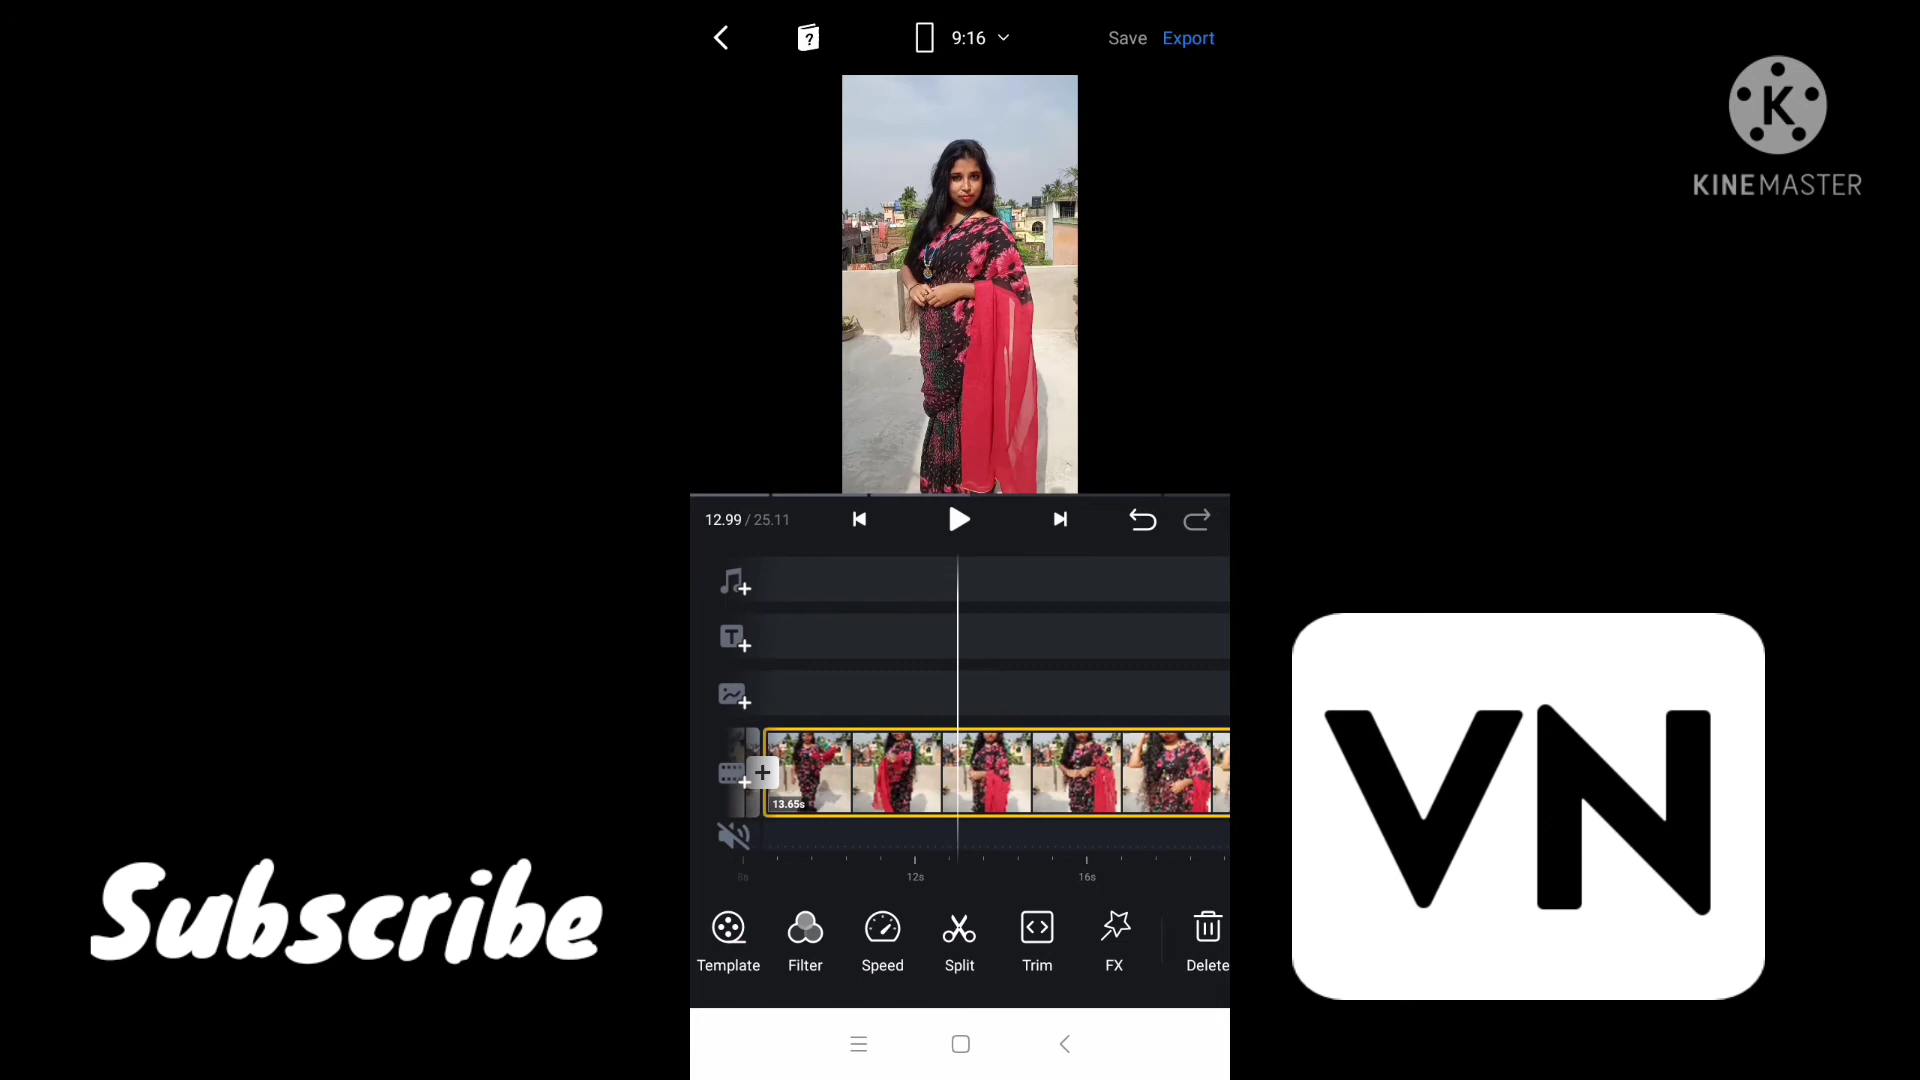 ?
9:16
Save Export
K
KINEMASTER
12.99 / 25.11
T
13.65s
8s 12s 16s
Template Filter Speed Split Trim FX Delete
Subscribe
VN